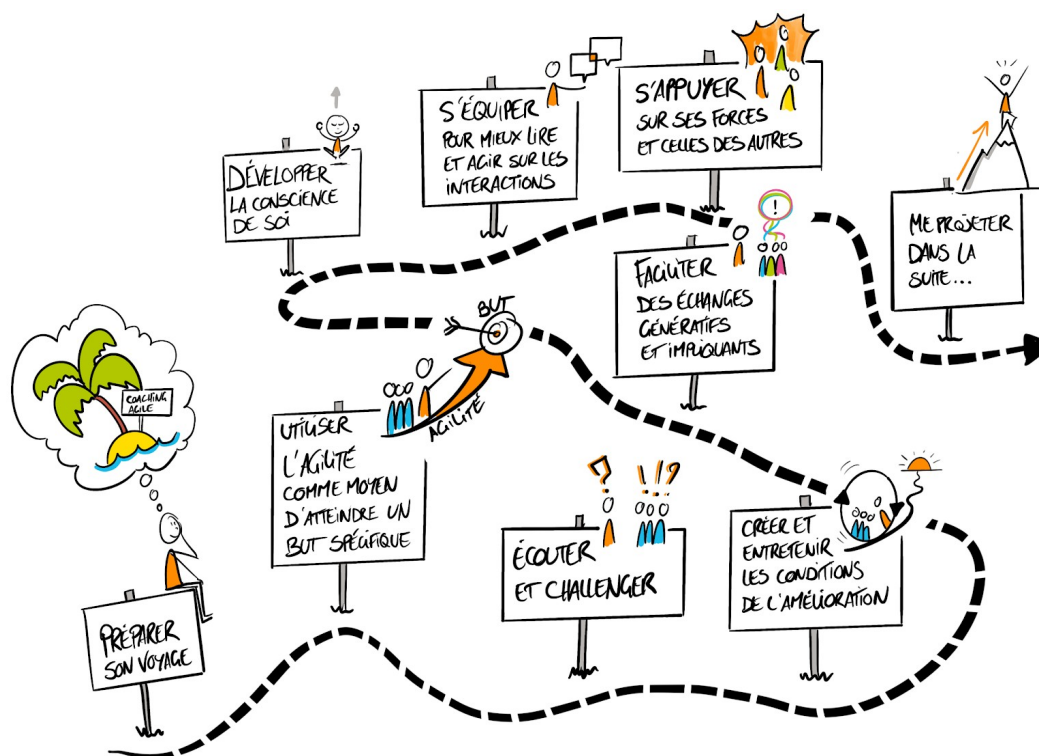 S'ÉQUIPER
POUR MIEUX LIRE
ET AGIR SUR LES
INTERACTIONS
S'APPUYER
SUR SES FORCES
ET CELLES DES AUTRES
DÉVELOPPER
LA CONSCIENCE
DE SOI
ME PROJETER
DANS LA
SUITE...
!
FACILITER
DES ÉCHANGES
GÉNÉRATIFS
ET IMPLIQUANTS
BUT
AGILITÉ
COACHING
AGILE
UTILISER
L'AGILITÉ
COMME MOYEN
D'ATTEINDRE UN
BUT SPÉCIFIQUE
? !!!?
ÉCOUTER
ET CHALLENGER
CRÉER ET
ENTRETENIR
LES CONDITIONS
DE L'AMÉLIORATION
PRÉPARER
SON VOYAGE